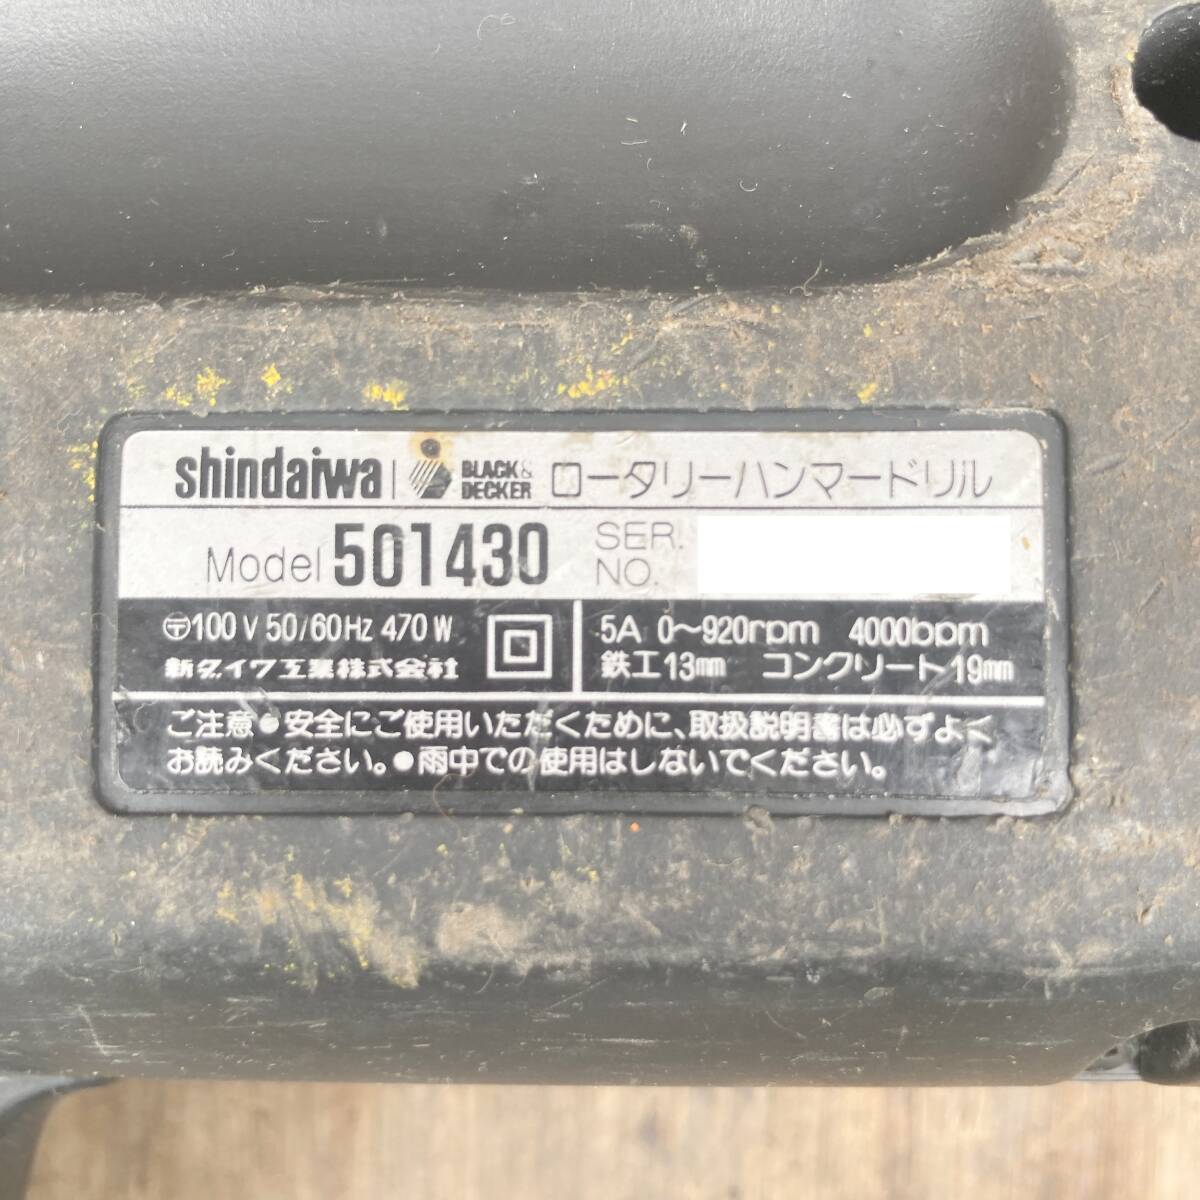 shindaiwa BLACK & DECKER ロータリーハンマードリル
Model 501430 SER. NO.
〒100V 50/60Hz 470W
新ダイワ工業株式会社
5A 0〜920rpm 4000bpm
鉄工13mm コンクリート19mm
ご注意●安全にご使用いただくために、取扱説明書は必ずよく
お読みください。●雨中での使用はしないでください。